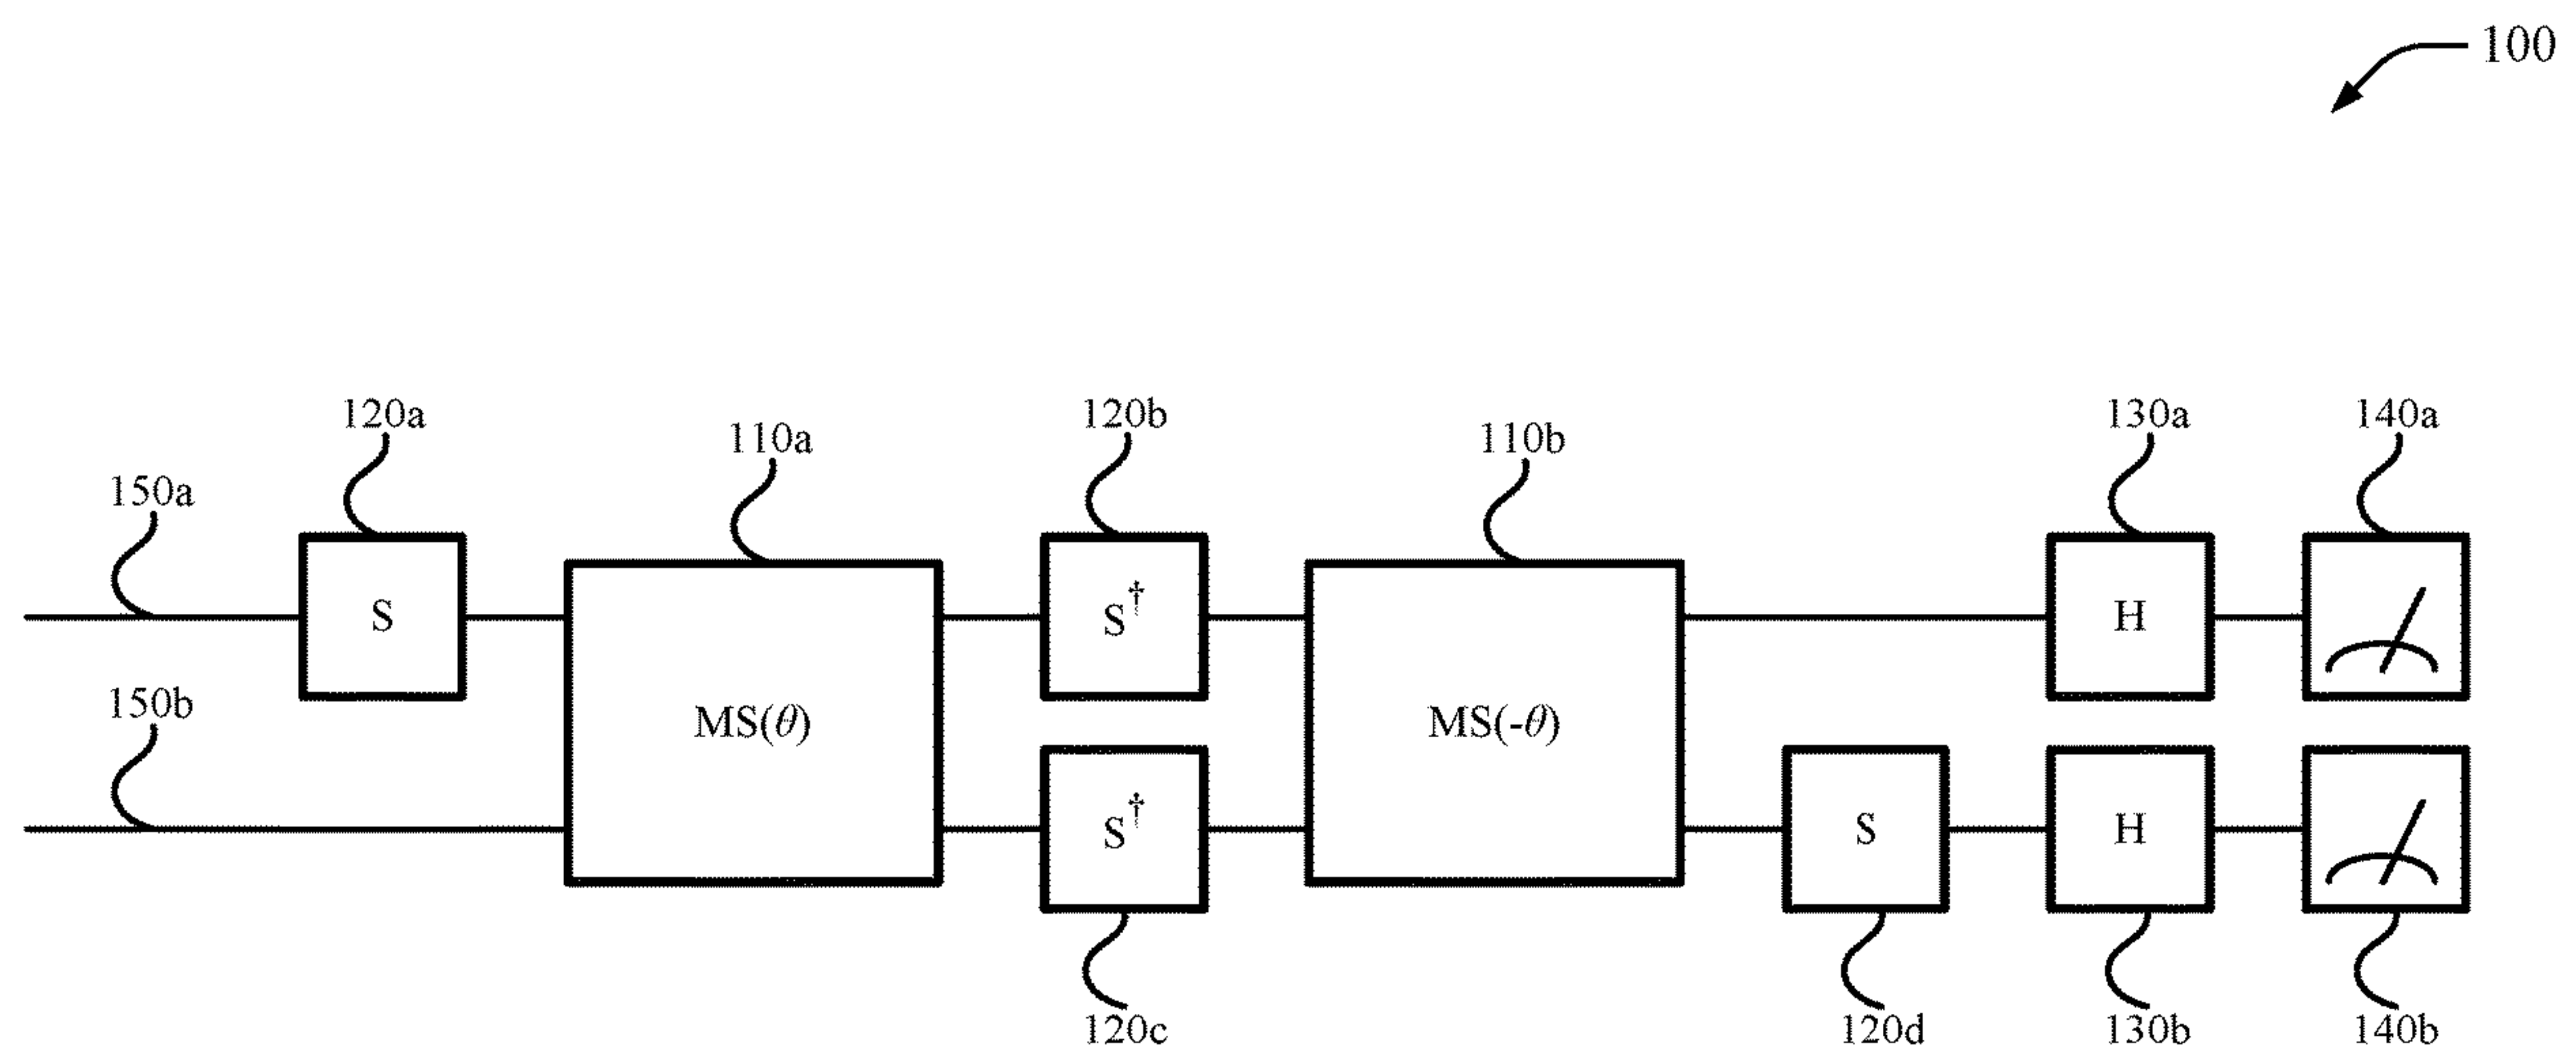 100
120a 120b 130a 140a
110a 110b
150a
S S† H
150b
MS(θ) MS(-θ)
S† S H
120c 120d 130b 140b